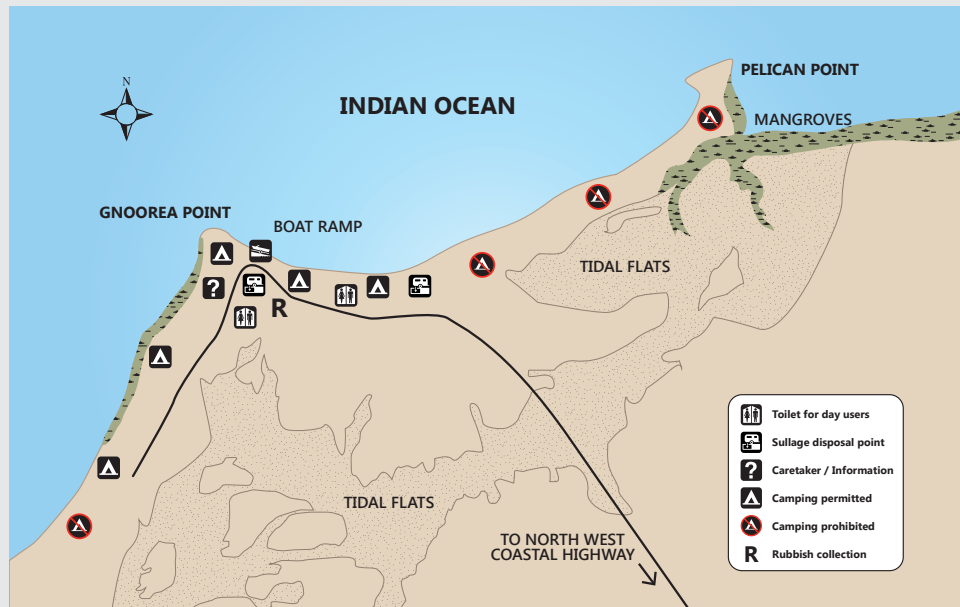 N
INDIAN OCEAN
PELICAN POINT
MANGROVES
GNOOREA POINT
BOAT RAMP
TIDAL FLATS
?
R
TIDAL FLATS
TO NORTH WEST
COASTAL HIGHWAY
Toilet for day users
Sullage disposal point
? Caretaker / Information
Camping permitted
Camping prohibited
R Rubbish collection